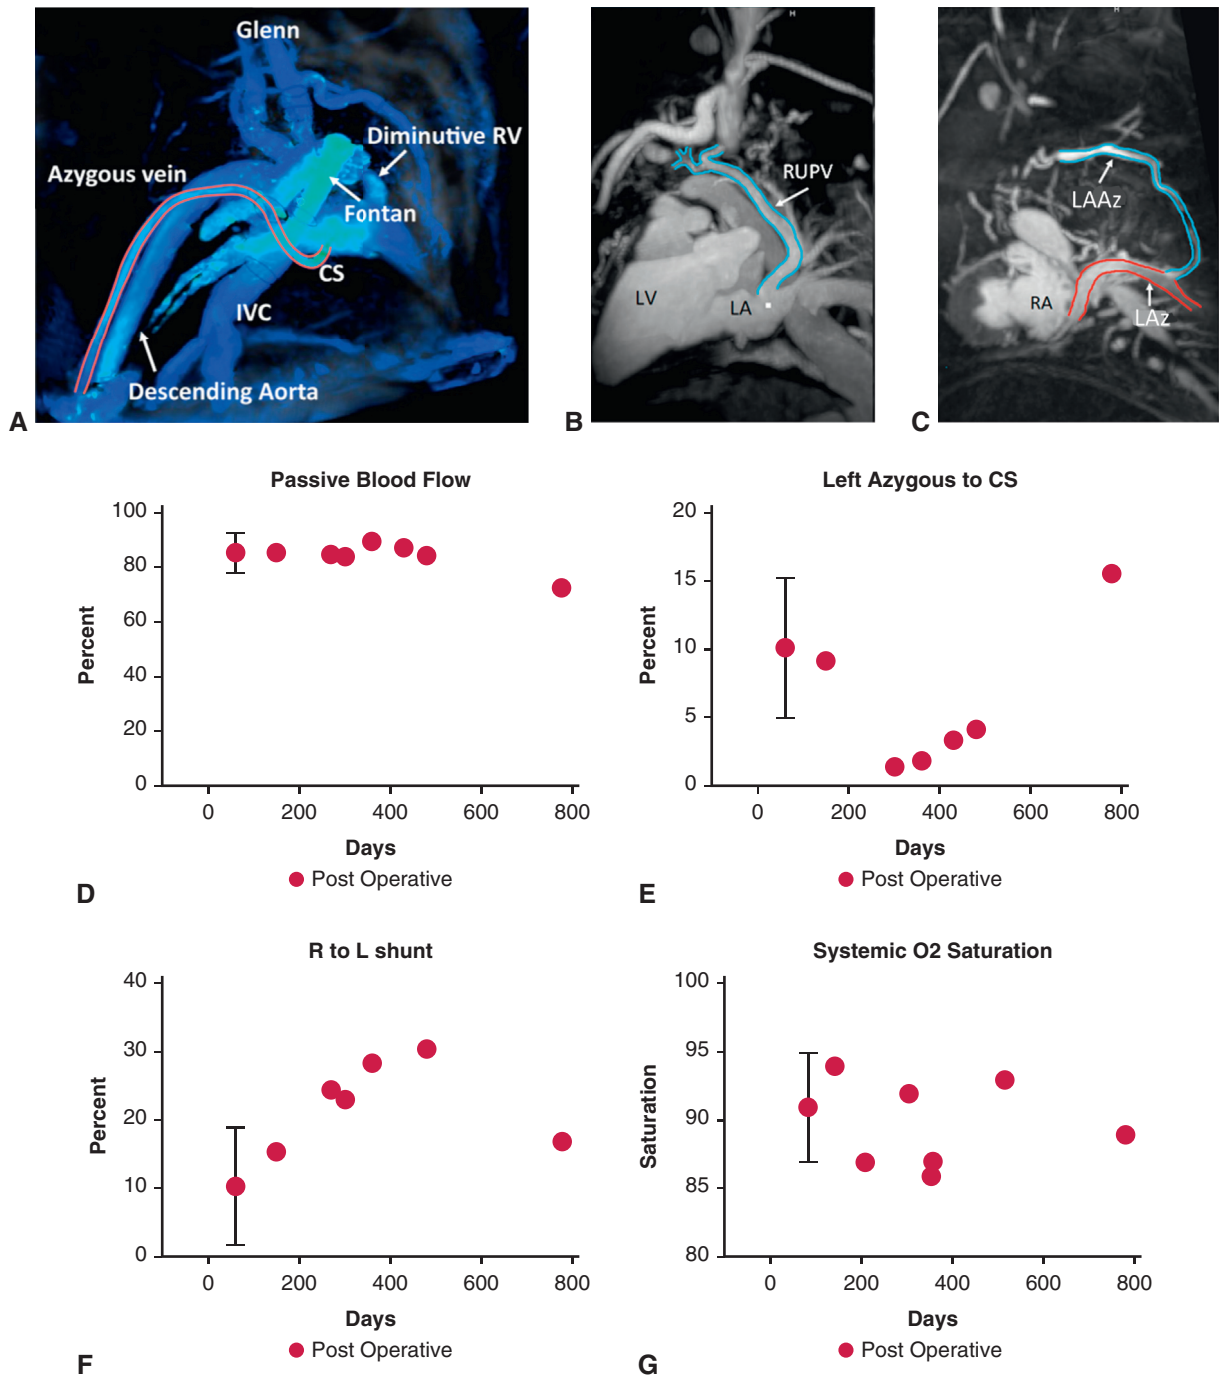 Glenn
Diminutive RV
Azygous vein
Fontan
CS
IVC
Descending Aorta
A
H
RUPV
LV
LA
B
H
LAAz
RA
LAz
C
Passive Blood Flow
100
80
60
40
20
0
Percent
0 200 400 600 800
Days
Post Operative
D
Left Azygous to CS
20
15
10
5
0
Percent
0 200 400 600 800
Days
Post Operative
E
R to L shunt
40
30
20
10
0
Percent
0 200 400 600 800
Days
Post Operative
F
Systemic O2 Saturation
100
95
90
85
80
Saturation
0 200 400 600 800
Days
Post Operative
G